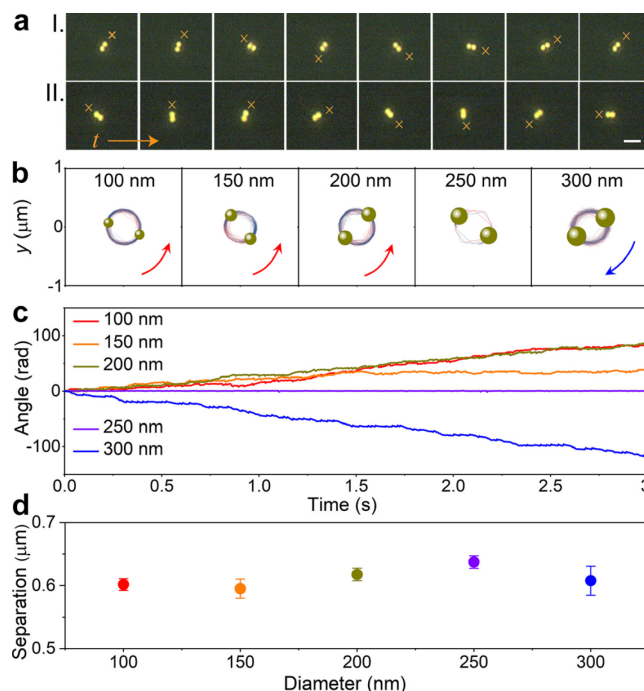 a
I.
II.
t
b
100 nm 150 nm 200 nm 250 nm 300 nm
1
0
-1
y (μm)
c
100 nm
150 nm
200 nm
250 nm
300 nm
100
0
-100
Angle (rad)
0.0 0.5 1.0 1.5 2.0 2.5 3
Time (s)
d
0.7
0.6
0.5
Separation (μm)
100 150 200 250 300
Diameter (nm)